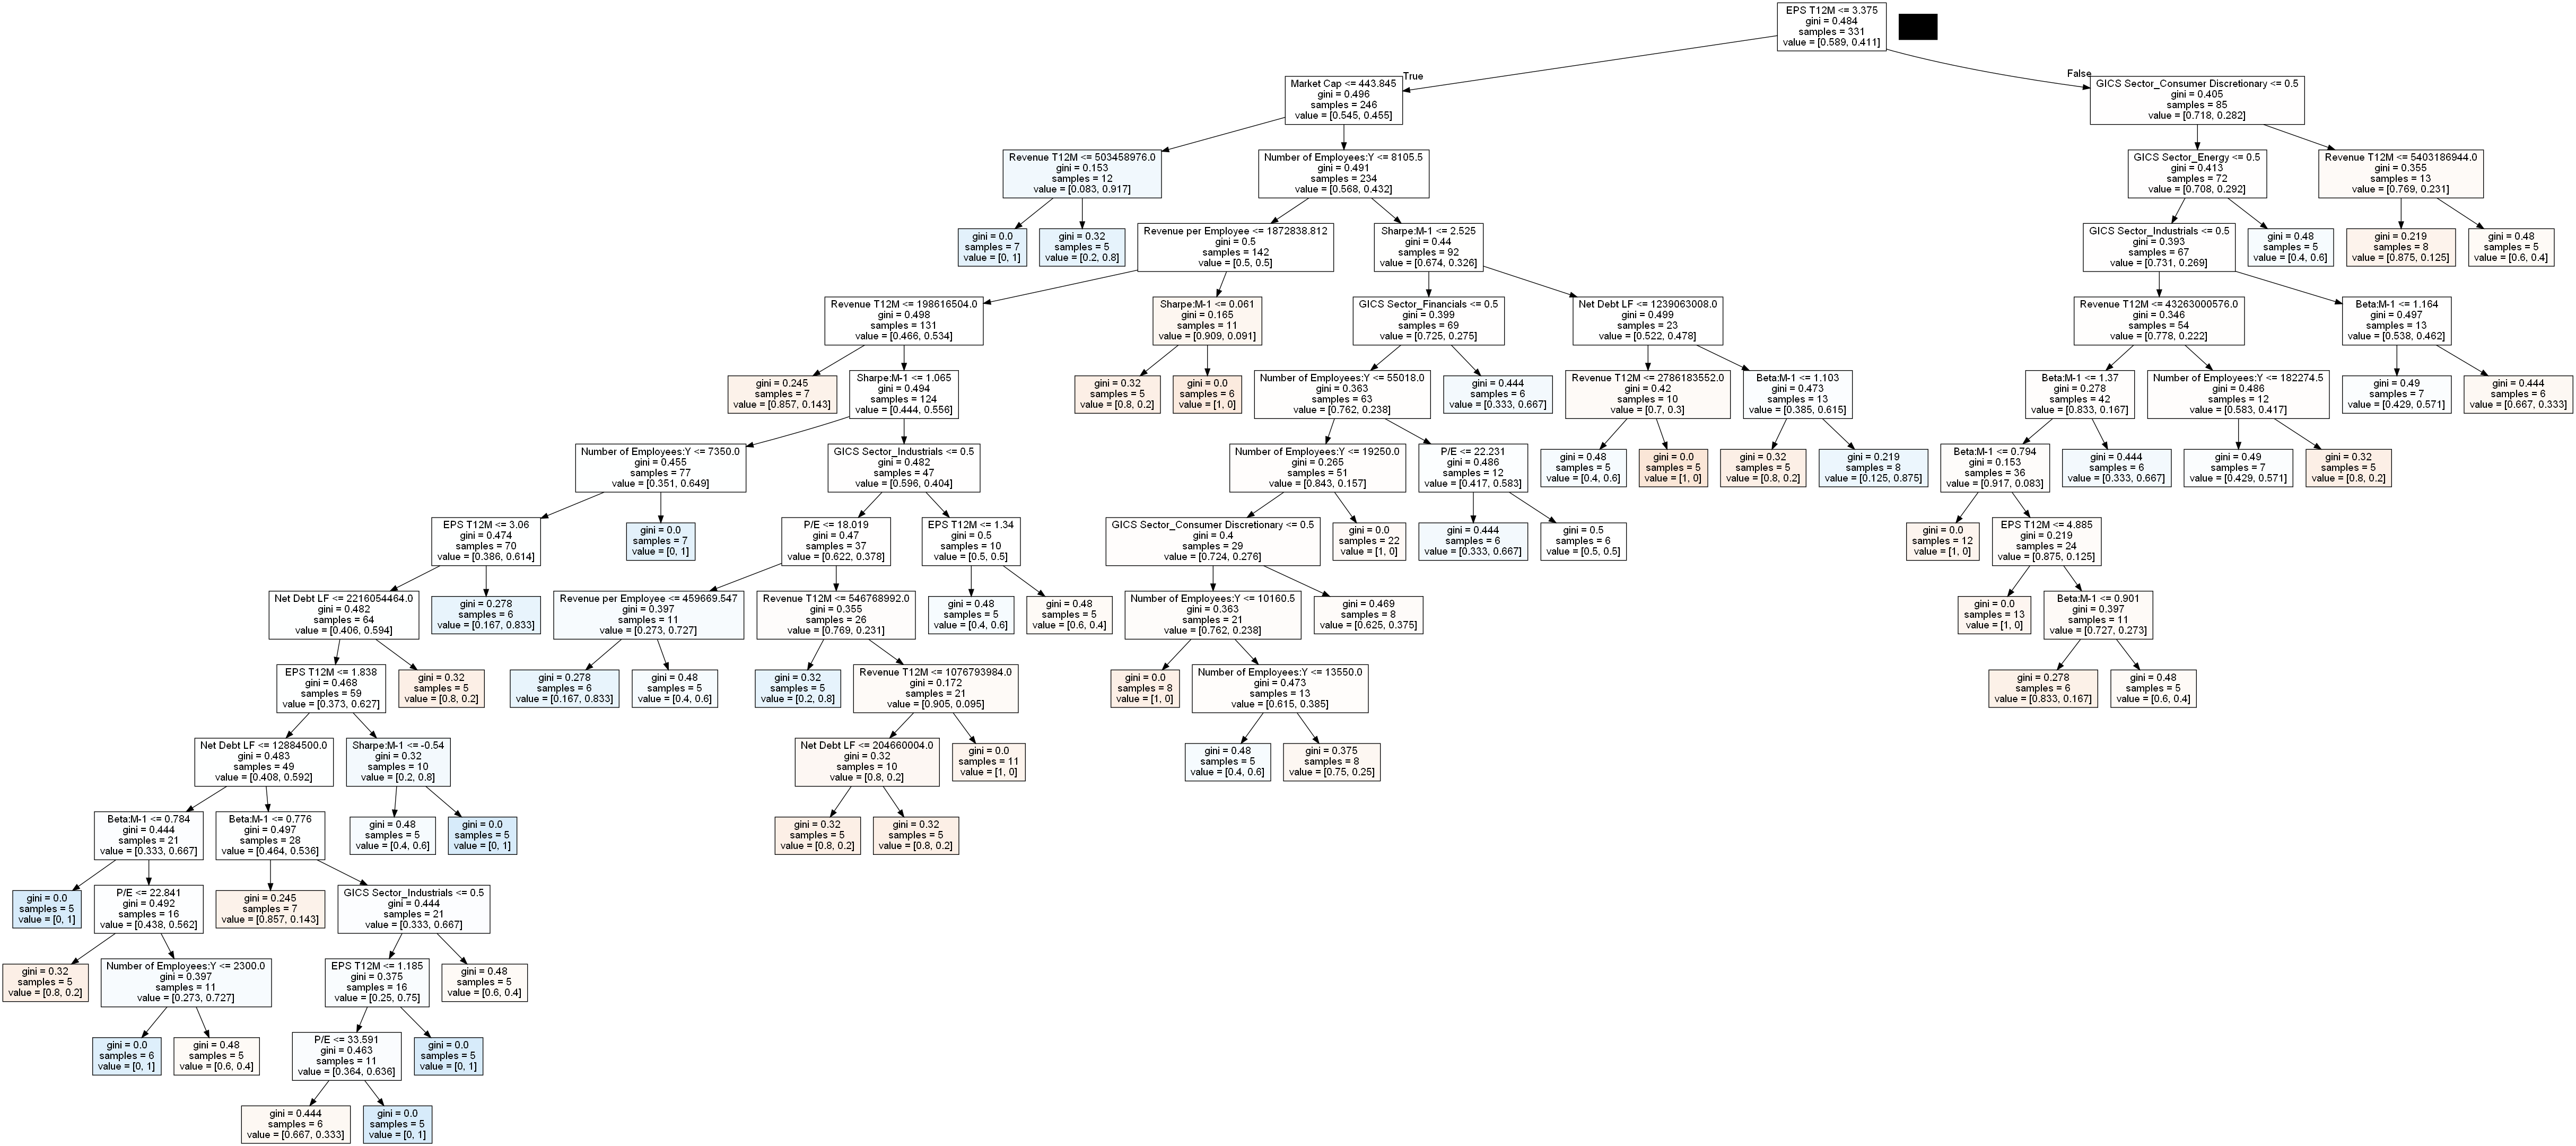 EPS T12M <= 3.375
gini = 0.484
samples = 331
value = [0.589, 0.411]
True
False
Market Cap <= 443.845
gini = 0.496
samples = 246
value = [0.545, 0.455]
GICS Sector_Consumer Discretionary <= 0.5
gini = 0.405
samples = 85
value = [0.718, 0.282]
Revenue T12M <= 503458976.0
gini = 0.153
samples = 12
value = [0.083, 0.917]
Number of Employees:Y <= 8105.5
gini = 0.491
samples = 234
value = [0.568, 0.432]
GICS Sector_Energy <= 0.5
gini = 0.413
samples = 72
value = [0.708, 0.292]
Revenue T12M <= 5403186944.0
gini = 0.355
samples = 13
value = [0.769, 0.231]
gini = 0.0
samples = 7
value = [0, 1]
gini = 0.32
samples = 5
value = [0.2, 0.8]
Revenue per Employee <= 1872838.812
gini = 0.5
samples = 142
value = [0.5, 0.5]
Sharpe:M-1 <= 2.525
gini = 0.44
samples = 92
value = [0.674, 0.326]
GICS Sector_Industrials <= 0.5
gini = 0.393
samples = 67
value = [0.731, 0.269]
gini = 0.48
samples = 5
value = [0.4, 0.6]
gini = 0.219
samples = 8
value = [0.875, 0.125]
gini = 0.48
samples = 5
value = [0.6, 0.4]
Revenue T12M <= 198616504.0
gini = 0.498
samples = 131
value = [0.466, 0.534]
Sharpe:M-1 <= 0.061
gini = 0.165
samples = 11
value = [0.909, 0.091]
GICS Sector_Financials <= 0.5
gini = 0.399
samples = 69
value = [0.725, 0.275]
Net Debt LF <= 1239063008.0
gini = 0.499
samples = 23
value = [0.522, 0.478]
Revenue T12M <= 43263000576.0
gini = 0.346
samples = 54
value = [0.778, 0.222]
Beta:M-1 <= 1.164
gini = 0.497
samples = 13
value = [0.538, 0.462]
gini = 0.245
samples = 7
value = [0.857, 0.143]
Sharpe:M-1 <= 1.065
gini = 0.494
samples = 124
value = [0.444, 0.556]
gini = 0.32
samples = 5
value = [0.8, 0.2]
gini = 0.0
samples = 6
value = [1, 0]
Number of Employees:Y <= 55018.0
gini = 0.363
samples = 63
value = [0.762, 0.238]
gini = 0.444
samples = 6
value = [0.333, 0.667]
Revenue T12M <= 2786183552.0
gini = 0.42
samples = 10
value = [0.7, 0.3]
Beta:M-1 <= 1.103
gini = 0.473
samples = 13
value = [0.385, 0.615]
Beta:M-1 <= 1.37
gini = 0.278
samples = 42
value = [0.833, 0.167]
Number of Employees:Y <= 182274.5
gini = 0.486
samples = 12
value = [0.583, 0.417]
gini = 0.49
samples = 7
value = [0.429, 0.571]
gini = 0.444
samples = 6
value = [0.667, 0.333]
Number of Employees:Y <= 7350.0
gini = 0.455
samples = 77
value = [0.351, 0.649]
GICS Sector_Industrials <= 0.5
gini = 0.482
samples = 47
value = [0.596, 0.404]
Number of Employees:Y <= 19250.0
gini = 0.265
samples = 51
value = [0.843, 0.157]
P/E <= 22.231
gini = 0.486
samples = 12
value = [0.417, 0.583]
gini = 0.48
samples = 5
value = [0.4, 0.6]
gini = 0.0
samples = 5
value = [1, 0]
gini = 0.32
samples = 5
value = [0.8, 0.2]
gini = 0.219
samples = 8
value = [0.125, 0.875]
Beta:M-1 <= 0.794
gini = 0.153
samples = 36
value = [0.917, 0.083]
gini = 0.444
samples = 6
value = [0.333, 0.667]
gini = 0.49
samples = 7
value = [0.429, 0.571]
gini = 0.32
samples = 5
value = [0.8, 0.2]
EPS T12M <= 3.06
gini = 0.474
samples = 70
value = [0.386, 0.614]
gini = 0.0
samples = 7
value = [0, 1]
P/E <= 18.019
gini = 0.47
samples = 37
value = [0.622, 0.378]
EPS T12M <= 1.34
gini = 0.5
samples = 10
value = [0.5, 0.5]
GICS Sector_Consumer Discretionary <= 0.5
gini = 0.4
samples = 29
value = [0.724, 0.276]
gini = 0.0
samples = 22
value = [1, 0]
gini = 0.444
samples = 6
value = [0.333, 0.667]
gini = 0.5
samples = 6
value = [0.5, 0.5]
gini = 0.0
samples = 12
value = [1, 0]
EPS T12M <= 4.885
gini = 0.219
samples = 24
value = [0.875, 0.125]
Net Debt LF <= 2216054464.0
gini = 0.482
samples = 64
value = [0.406, 0.594]
gini = 0.278
samples = 6
value = [0.167, 0.833]
Revenue per Employee <= 459669.547
gini = 0.397
samples = 11
value = [0.273, 0.727]
Revenue T12M <= 546768992.0
gini = 0.355
samples = 26
value = [0.769, 0.231]
gini = 0.48
samples = 5
value = [0.4, 0.6]
gini = 0.48
samples = 5
value = [0.6, 0.4]
Number of Employees:Y <= 10160.5
gini = 0.363
samples = 21
value = [0.762, 0.238]
gini = 0.469
samples = 8
value = [0.625, 0.375]
gini = 0.0
samples = 13
value = [1, 0]
Beta:M-1 <= 0.901
gini = 0.397
samples = 11
value = [0.727, 0.273]
EPS T12M <= 1.838
gini = 0.468
samples = 59
value = [0.373, 0.627]
gini = 0.32
samples = 5
value = [0.8, 0.2]
gini = 0.278
samples = 6
value = [0.167, 0.833]
gini = 0.48
samples = 5
value = [0.4, 0.6]
gini = 0.32
samples = 5
value = [0.2, 0.8]
Revenue T12M <= 1076793984.0
gini = 0.172
samples = 21
value = [0.905, 0.095]
gini = 0.0
samples = 8
value = [1, 0]
Number of Employees:Y <= 13550.0
gini = 0.473
samples = 13
value = [0.615, 0.385]
gini = 0.278
samples = 6
value = [0.833, 0.167]
gini = 0.48
samples = 5
value = [0.6, 0.4]
Net Debt LF <= 12884500.0
gini = 0.483
samples = 49
value = [0.408, 0.592]
Sharpe:M-1 <= -0.54
gini = 0.32
samples = 10
value = [0.2, 0.8]
Net Debt LF <= 204660004.0
gini = 0.32
samples = 10
value = [0.8, 0.2]
gini = 0.0
samples = 11
value = [1, 0]
gini = 0.48
samples = 5
value = [0.4, 0.6]
gini = 0.375
samples = 8
value = [0.75, 0.25]
Beta:M-1 <= 0.784
gini = 0.444
samples = 21
value = [0.333, 0.667]
Beta:M-1 <= 0.776
gini = 0.497
samples = 28
value = [0.464, 0.536]
gini = 0.48
samples = 5
value = [0.4, 0.6]
gini = 0.0
samples = 5
value = [0, 1]
gini = 0.32
samples = 5
value = [0.8, 0.2]
gini = 0.32
samples = 5
value = [0.8, 0.2]
gini = 0.0
samples = 5
value = [0, 1]
P/E <= 22.841
gini = 0.492
samples = 16
value = [0.438, 0.562]
gini = 0.245
samples = 7
value = [0.857, 0.143]
GICS Sector_Industrials <= 0.5
gini = 0.444
samples = 21
value = [0.333, 0.667]
gini = 0.32
samples = 5
value = [0.8, 0.2]
Number of Employees:Y <= 2300.0
gini = 0.397
samples = 11
value = [0.273, 0.727]
EPS T12M <= 1.185
gini = 0.375
samples = 16
value = [0.25, 0.75]
gini = 0.48
samples = 5
value = [0.6, 0.4]
gini = 0.0
samples = 6
value = [0, 1]
gini = 0.48
samples = 5
value = [0.6, 0.4]
P/E <= 33.591
gini = 0.463
samples = 11
value = [0.364, 0.636]
gini = 0.0
samples = 5
value = [0, 1]
gini = 0.444
samples = 6
value = [0.667, 0.333]
gini = 0.0
samples = 5
value = [0, 1]